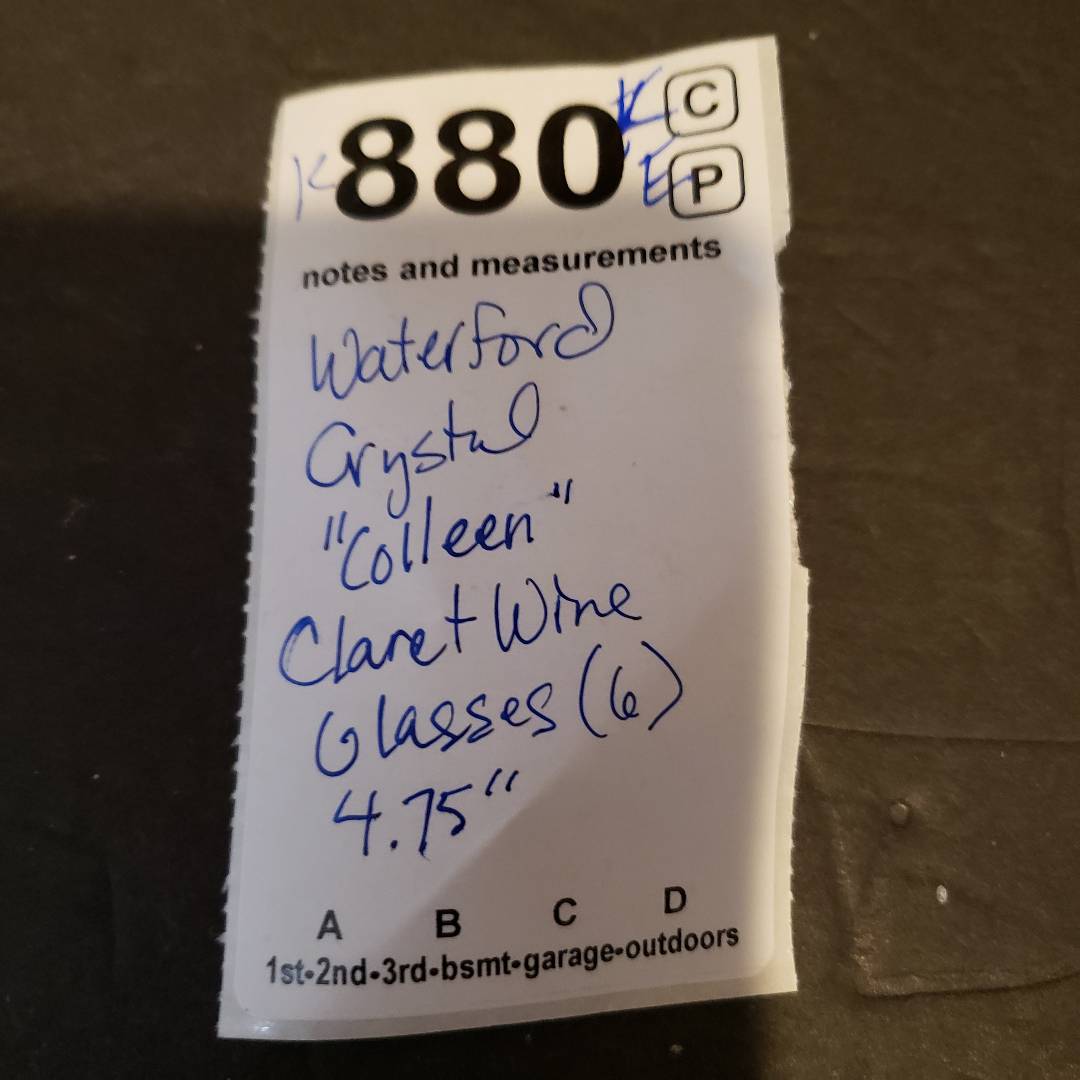 K 880 K C
E P
notes and measurements
Waterford
Crystal
"Colleen"
Claret Wine
Glasses (6)
4.75"
A B C D
1st•2nd•3rd•bsmt•garage•outdoors